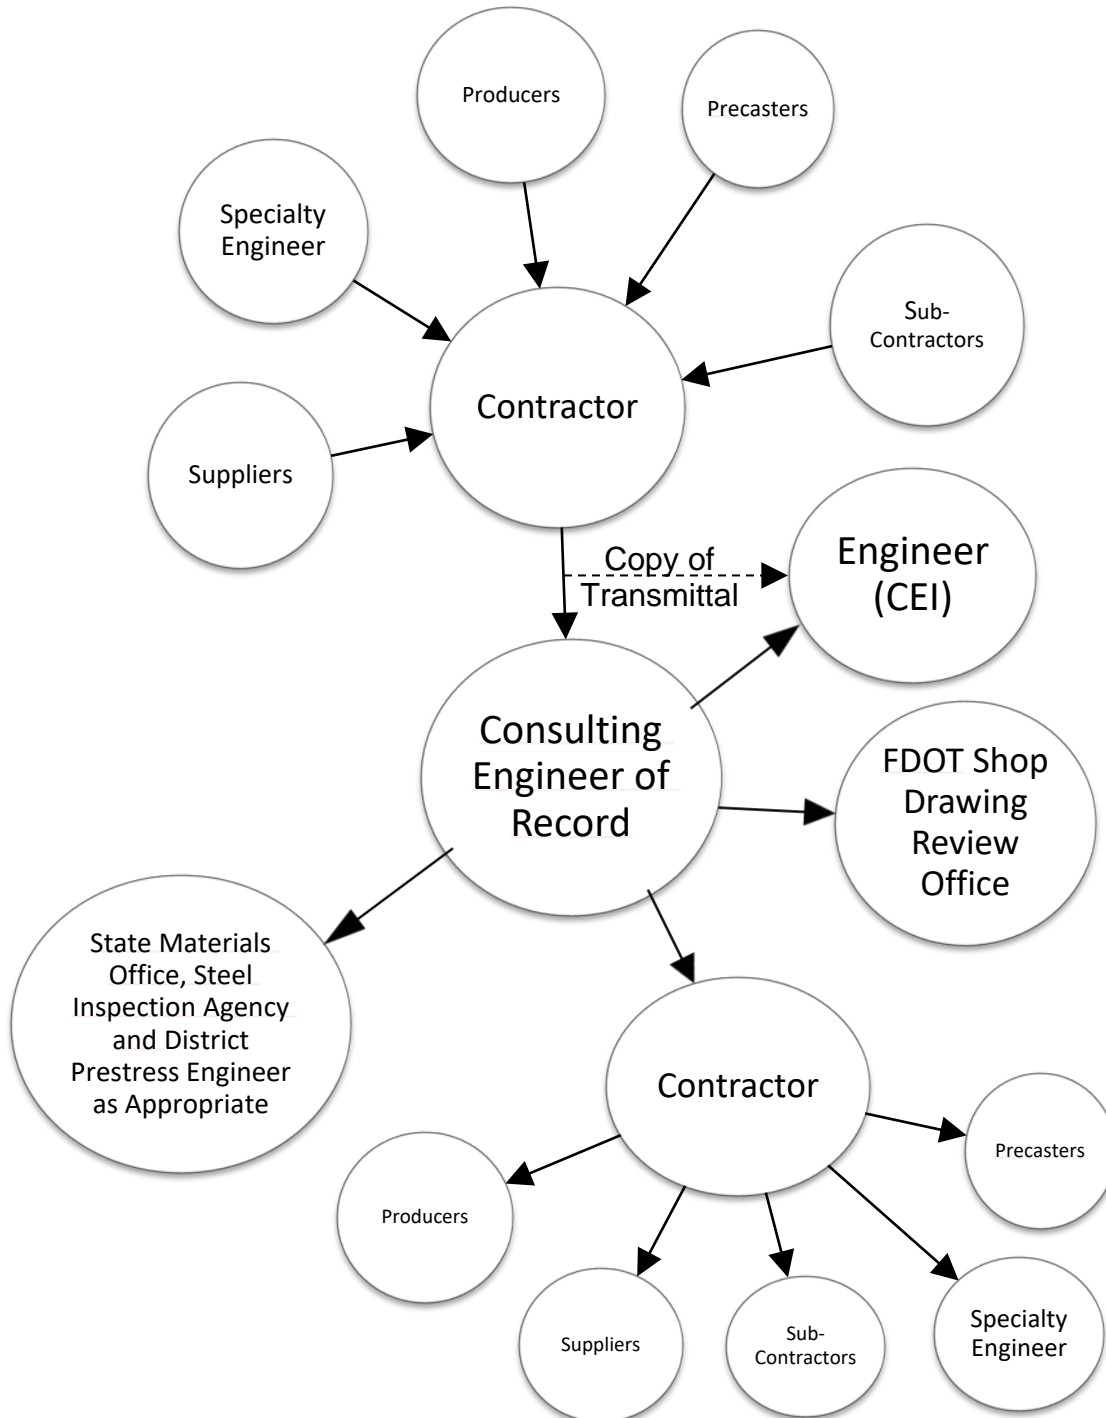 Producers
Precasters
Specialty
Engineer
Sub-
Contractors
Contractor
Suppliers
Copy of
Transmittal
Engineer
(CEI)
Consulting
Engineer of
Record
FDOT Shop
Drawing
Review
Office
State Materials
Office, Steel
Inspection Agency
and District
Prestress Engineer
as Appropriate
Contractor
Precasters
Producers
Suppliers
Sub-
Contractors
Specialty
Engineer